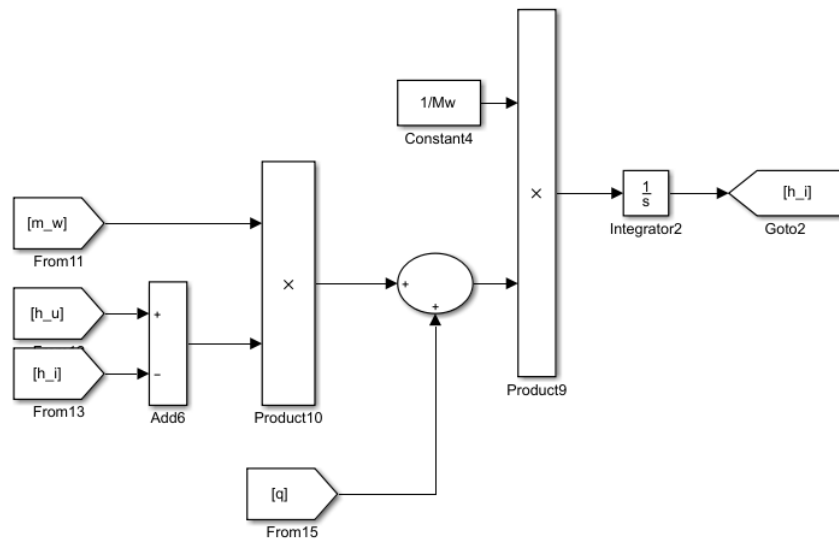 1/Mw
Constant4
×
1
s
Integrator2
[h_i]
Goto2
Product9
[m_w]
From11
[h_u]
[h_i]
From13
+
−
Add6
×
Product10
+
+
[q]
From15